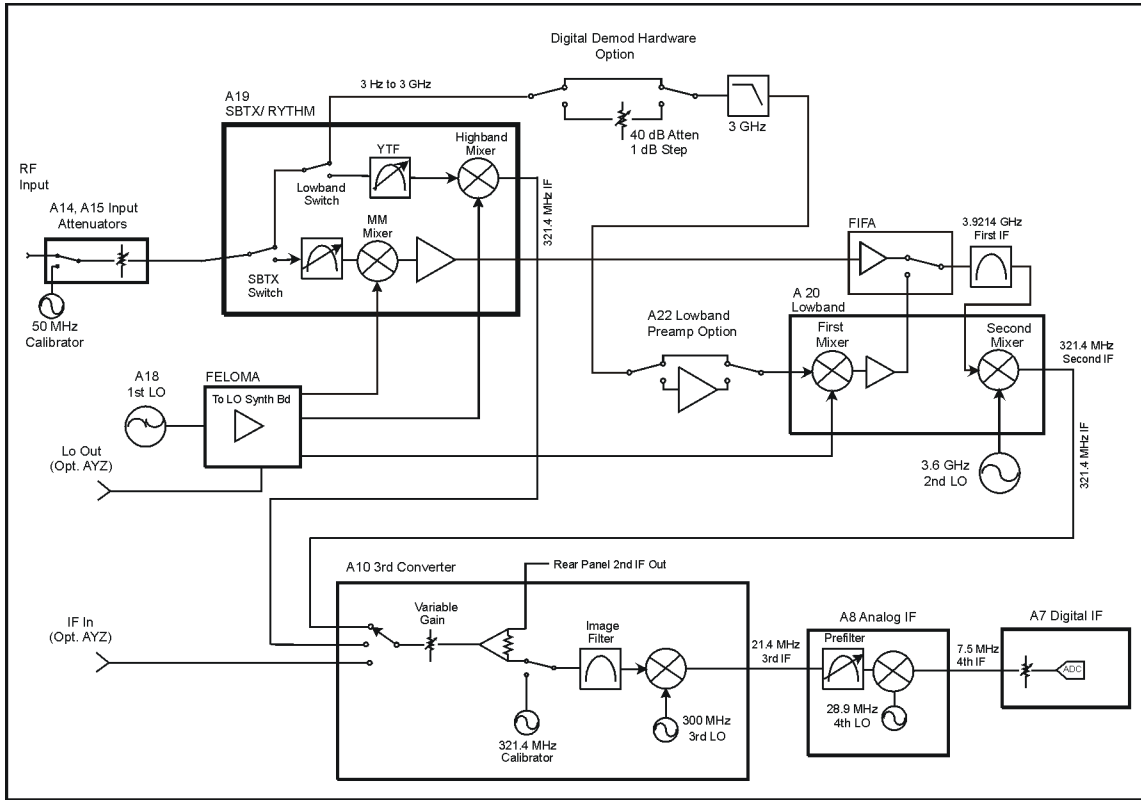 Digital Demod Hardware
Option
3 Hz to 3 GHz
A19
SBTX/ RYTHM
Highband
Mixer
YTF
40 dB Atten
1 dB Step
3 GHz
RF
Input
Lowband
Switch
A14, A15 Input
Attenuators
MM
Mixer
321.4 MHz IF
FIFA
3.9214 GHz
First IF
SBTX
Switch
50 MHz
Calibrator
A22 Lowband
Preamp Option
A 20
Lowband
First
Mixer
Second
Mixer
321.4 MHz
Second IF
A18
1st LO
FELOMA
To LO Synth Bd
Lo Out
(Opt. AYZ)
3.6 GHz
2nd LO
321.4 MHz IF
A10 3rd Converter
Rear Panel 2nd IF Out
IF In
(Opt. AYZ)
Variable
Gain
Image
Filter
A8 Analog IF
A7 Digital IF
21.4 MHz
3rd IF
Prefilter
7.5 MHz
4th IF
ADC
28.9 MHz
4th LO
300 MHz
3rd LO
321.4 MHz
Calibrator